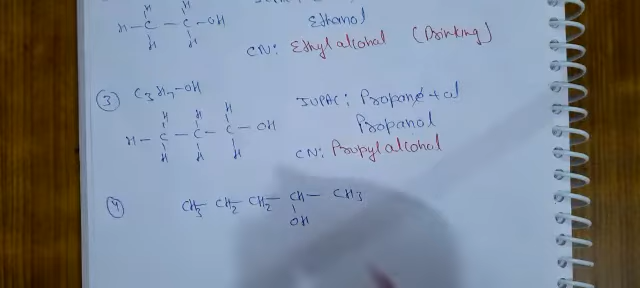 H H
H-C-C-OH
H H
Ethanol
CN: Ethyl alcohol (Drinking)
③ C3H7-OH
IUPAC: Propane + ol
H H H
H-C-C-C-OH
H H H
Propanol
CN: Propyl alcohol
④ CH3-CH2-CH2-CH-CH3
OH